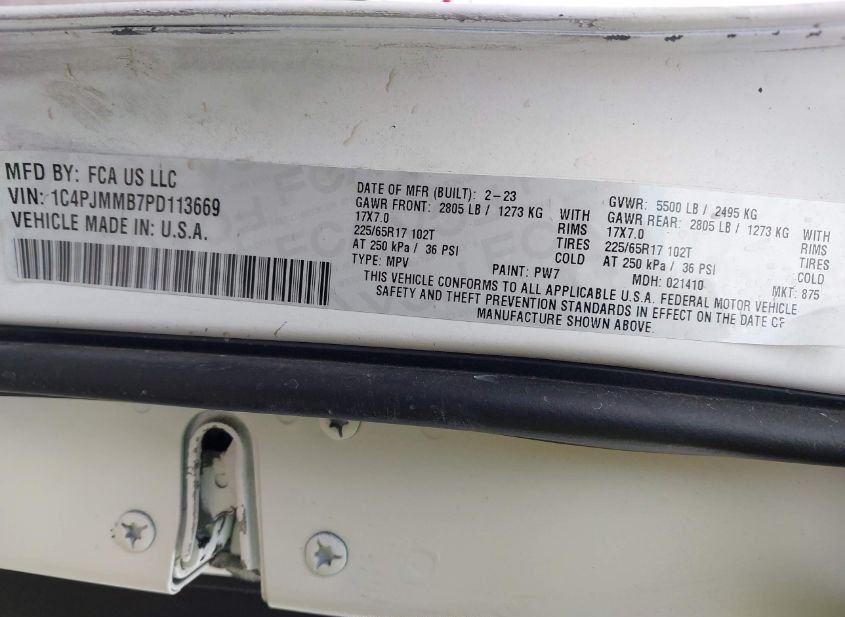 MFD BY: FCA US LLC
VIN: 1C4PJMMB7PD113669
VEHICLE MADE IN: U.S.A.
DATE OF MFR (BUILT): 2-23
GAWR FRONT: 2805 LB / 1273 KG WITH
17X7.0 RIMS
225/65R17 102T TIRES
AT 250 kPa / 36 PSI COLD
TYPE: MPV PAINT: PW7
GVWR: 5500 LB / 2495 KG
GAWR REAR: 2805 LB / 1273 KG WITH
17X7.0 RIMS
225/65R17 102T TIRES
AT 250 kPa / 36 PSI COLD
MDH: 021410 MKT: 875
THIS VEHICLE CONFORMS TO ALL APPLICABLE U.S.A. FEDERAL MOTOR VEHICLE
SAFETY AND THEFT PREVENTION STANDARDS IN EFFECT ON THE DATE OF
MANUFACTURE SHOWN ABOVE.